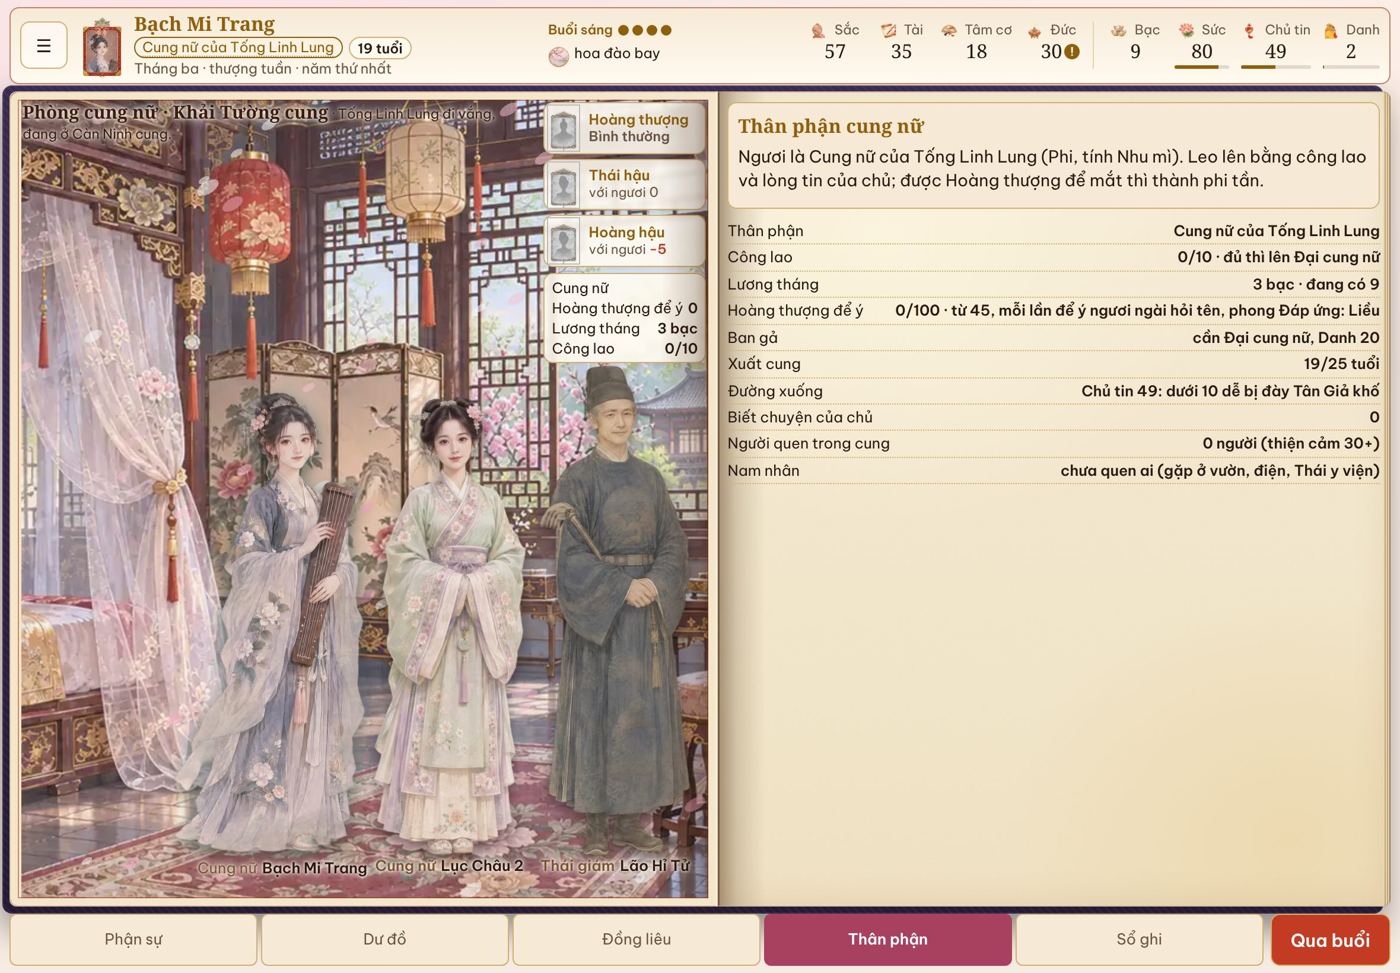 Bạch Mi Trang
Cung nữ của Tống Linh Lung 19 tuổi
Tháng ba · thượng tuần · năm thứ nhất
Buổi sáng
hoa đào bay
Sắc 57
Tài 35
Tâm cơ 18
Đức 30 !
Bạc 9
Sức 80
Chủ tin 49
Danh 2
Phòng cung nữ · Khải Tường cung Tống Linh Lung đi vắng,
đang ở Càn Ninh cung.
Hoàng thượng
Bình thường
Thái hậu
với ngươi 0
Hoàng hậu
với ngươi -5
Cung nữ
Hoàng thượng để ý 0
Lương tháng 3 bạc
Công lao 0/10
Cung nữ Bạch Mi Trang
Cung nữ Lục Châu 2
Thái giám Lão Hỉ Tử
Thân phận cung nữ
Ngươi là Cung nữ của Tống Linh Lung (Phi, tính Nhu mì). Leo lên bằng công lao
và lòng tin của chủ; được Hoàng thượng để mắt thì thành phi tần.
Thân phận Cung nữ của Tống Linh Lung
Công lao 0/10 · đủ thì lên Đại cung nữ
Lương tháng 3 bạc · đang có 9
Hoàng thượng để ý 0/100 · từ 45, mỗi lần để ý ngươi ngài hỏi tên, phong Đáp ứng: Liều
Ban gả cần Đại cung nữ, Danh 20
Xuất cung 19/25 tuổi
Đường xuống Chủ tin 49: dưới 10 dễ bị đày Tân Giả khố
Biết chuyện của chủ 0
Người quen trong cung 0 người (thiện cảm 30+)
Nam nhân chưa quen ai (gặp ở vườn, điện, Thái y viện)
Phận sự
Dư đồ
Đồng liêu
Thân phận
Sổ ghi
Qua buổi